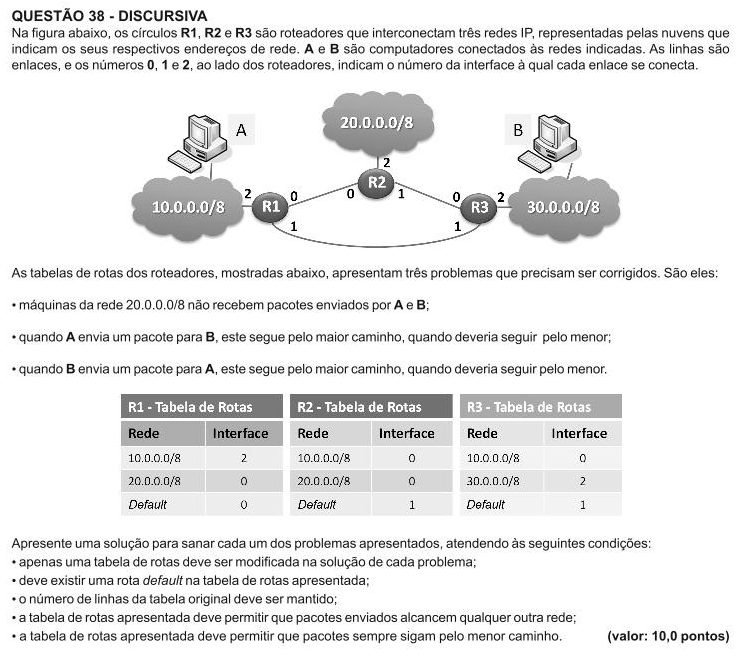 QUESTÃO 38 - DISCURSIVA
Na figura abaixo, os círculos R1, R2 e R3 são roteadores que interconectam três redes IP, representadas pelas nuvens que
indicam os seus respectivos endereços de rede. A e B são computadores conectados às redes indicadas. As linhas são
enlaces, e os números 0, 1 e 2, ao lado dos roteadores, indicam o número da interface à qual cada enlace se conecta.
A
20.0.0.0/8
B
2
R2
0
1
10.0.0.0/8
2
R1
0
1
0
R3
2
1
30.0.0.0/8
As tabelas de rotas dos roteadores, mostradas abaixo, apresentam três problemas que precisam ser corrigidos. São eles:
• máquinas da rede 20.0.0.0/8 não recebem pacotes enviados por A e B;
• quando A envia um pacote para B, este segue pelo maior caminho, quando deveria seguir pelo menor;
• quando B envia um pacote para A, este segue pelo maior caminho, quando deveria seguir pelo menor.
R1 - Tabela de Rotas R2 - Tabela de Rotas R3 - Tabela de Rotas
Rede Interface Rede Interface Rede Interface
10.0.0.0/8 2 10.0.0.0/8 0 10.0.0.0/8 0
20.0.0.0/8 0 20.0.0.0/8 0 30.0.0.0/8 2
Default 0 Default 1 Default 1
Apresente uma solução para sanar cada um dos problemas apresentados, atendendo às seguintes condições:
• apenas uma tabela de rotas deve ser modificada na solução de cada problema;
• deve existir uma rota default na tabela de rotas apresentada;
• o número de linhas da tabela original deve ser mantido;
• a tabela de rotas apresentada deve permitir que pacotes enviados alcancem qualquer outra rede;
• a tabela de rotas apresentada deve permitir que pacotes sempre sigam pelo menor caminho. (valor: 10,0 pontos)